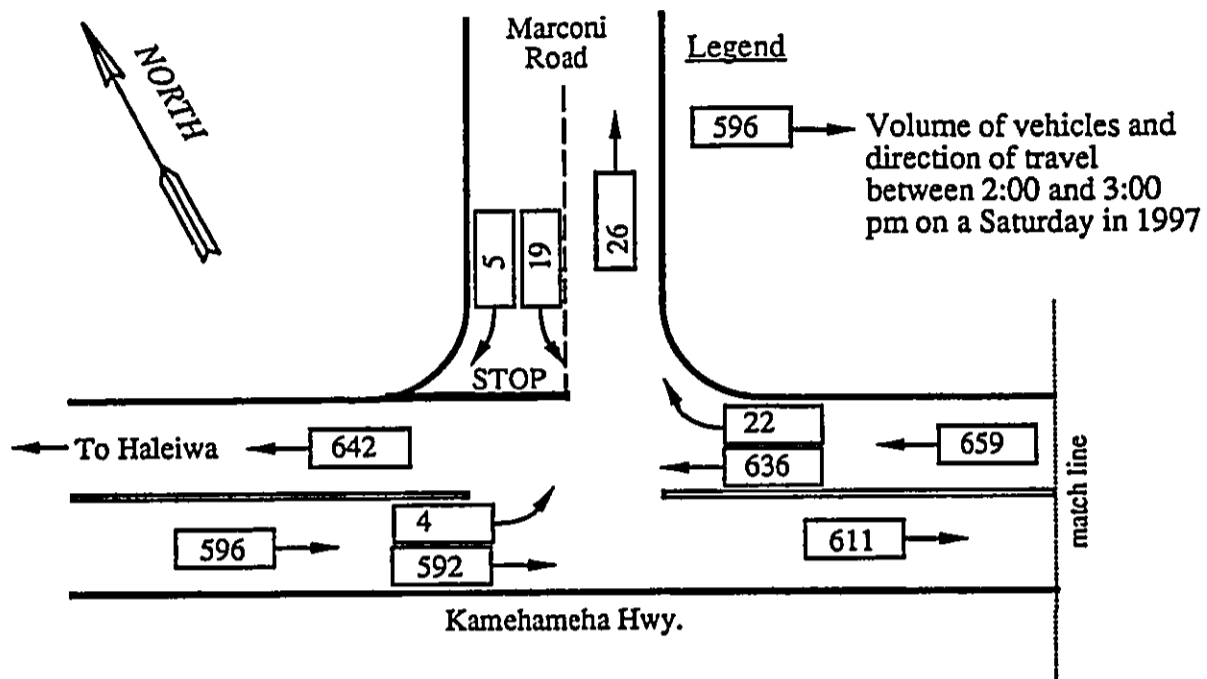 Marconi
Road
Legend
NORTH
596
Volume of vehicles and
direction of travel
between 2:00 and 3:00
pm on a Saturday in 1997
5
19
26
STOP
To Haleiwa
642
22
636
659
4
592
596
611
match line
Kamehameha Hwy.